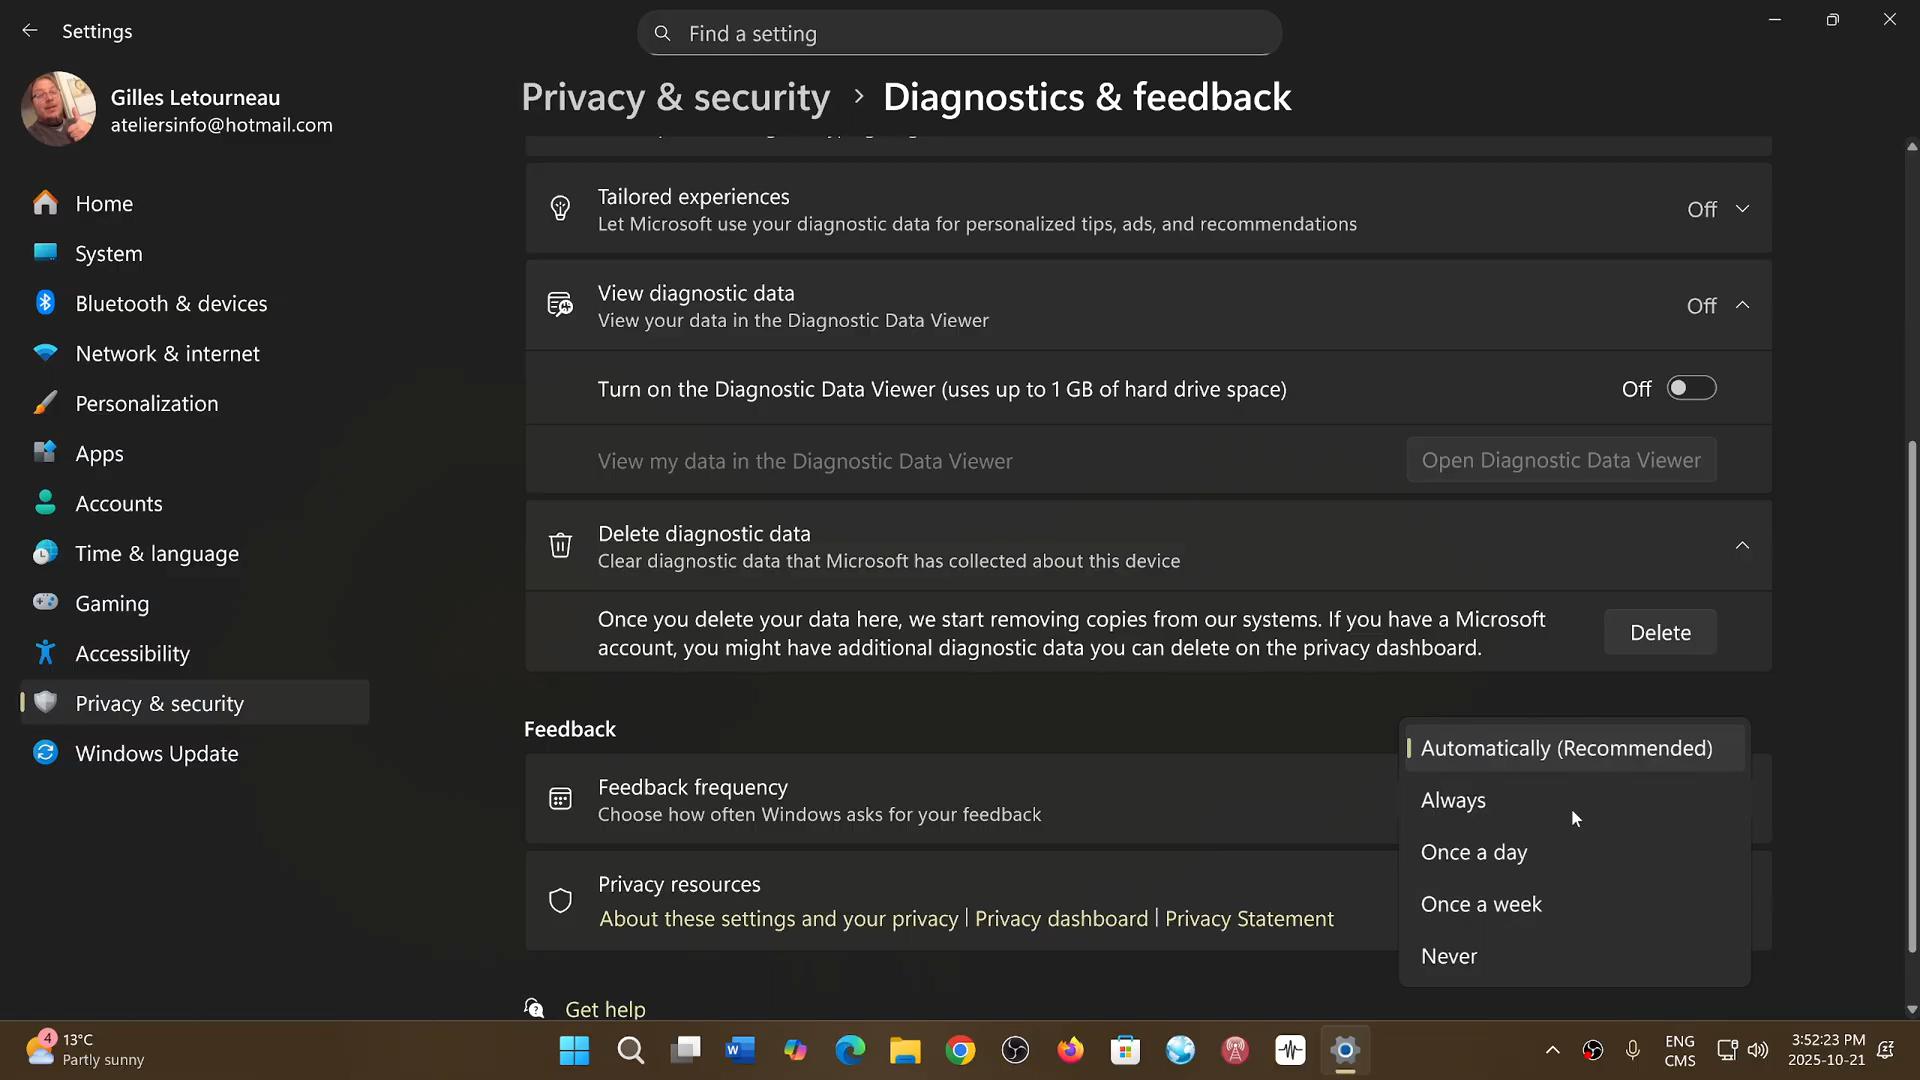 Settings
Find a setting
Gilles Letourneau
ateliersinfo@hotmail.com
Home
System
Bluetooth & devices
Network & internet
Personalization
Apps
Accounts
Time & language
Gaming
Accessibility
Privacy & security
Windows Update
Privacy & security > Diagnostics & feedback
Tailored experiences
Let Microsoft use your diagnostic data for personalized tips, ads, and recommendations
Off
View diagnostic data
View your data in the Diagnostic Data Viewer
Off
Turn on the Diagnostic Data Viewer (uses up to 1 GB of hard drive space)
Off
View my data in the Diagnostic Data Viewer
Open Diagnostic Data Viewer
Delete diagnostic data
Clear diagnostic data that Microsoft has collected about this device
Once you delete your data here, we start removing copies from our systems. If you have a Microsoft
account, you might have additional diagnostic data you can delete on the privacy dashboard.
Delete
Feedback
Feedback frequency
Choose how often Windows asks for your feedback
Automatically (Recommended)
Always
Once a day
Once a week
Never
Privacy resources
About these settings and your privacy | Privacy dashboard | Privacy Statement
Get help
4
13°C
Partly sunny
W
ENG
CMS
3:52:23 PM
2025-10-21